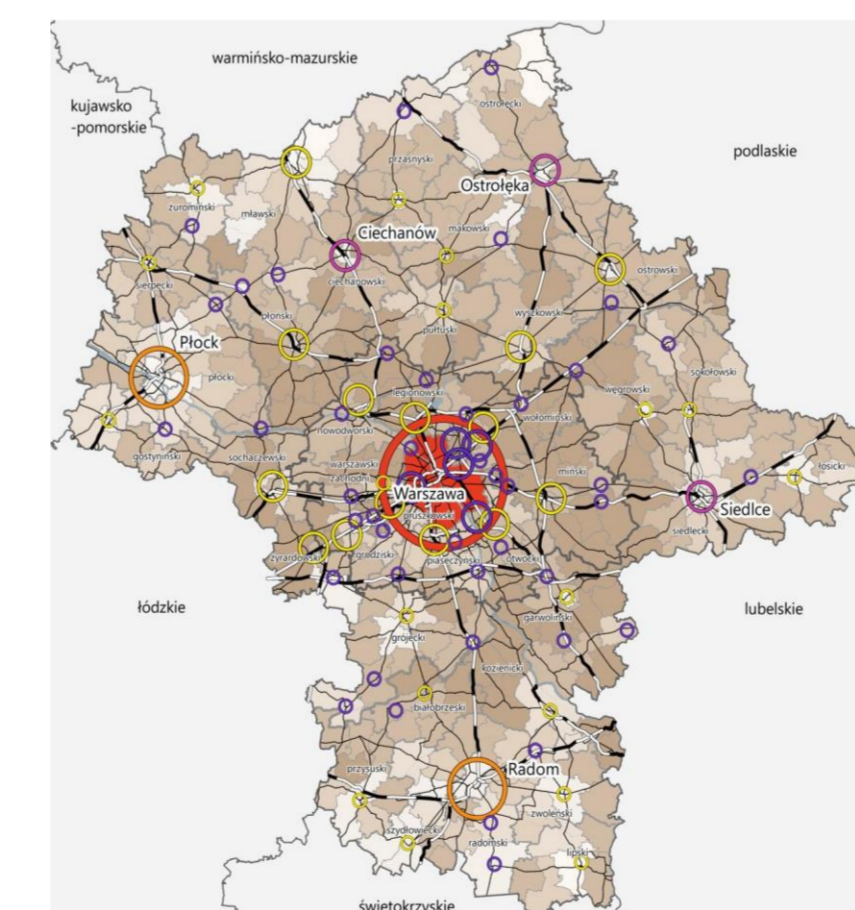 warmińsko-mazurskie
kujawsko
-pomorskie
podlaskie
ostrołęcki
przasnyski
Ostrołęka
żuromiński
mławski
Ciechanów
makowski
ciechanowski
ostrowski
sierpecki
płoński
pułtuski
wyszkowski
Płock
płocki
sokołowski
legionowski
węgrowski
wołomiński
nowodworski
gostyniński
sochaczewski
warszawski
zachodni
miński
łosicki
Warszawa
Siedlce
pruszkowski
siedlecki
żyrardowski
grodziski
piaseczyński
otwocki
łódzkie
lubelskie
garwoliński
grójecki
kozienicki
białobrzeski
Radom
przysuski
zwoleński
szydłowiecki
radomski
lipski
świętokrzyskie